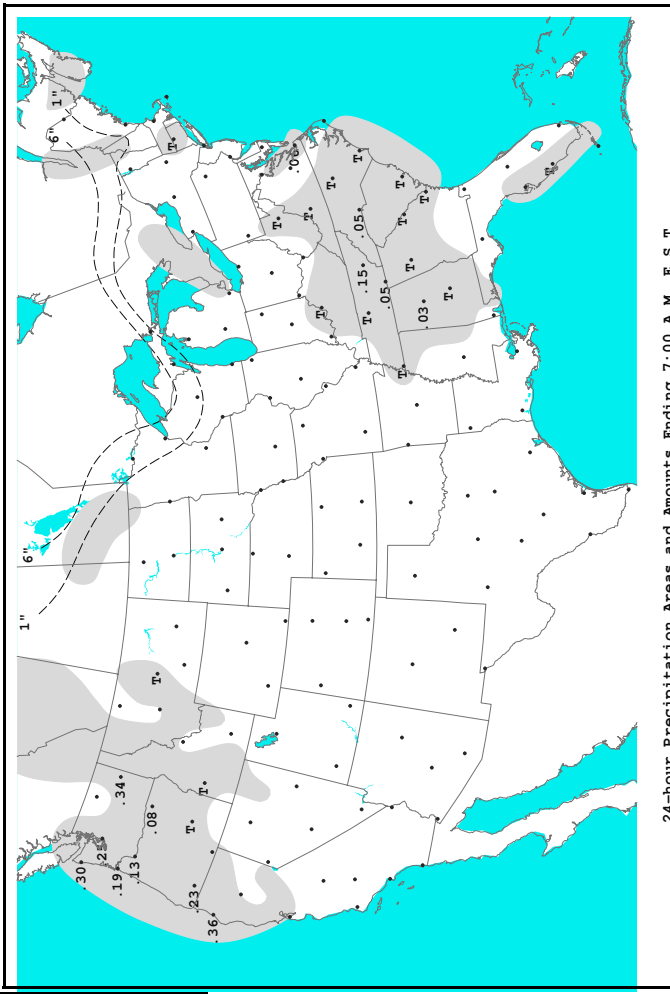 1"
6"
6"
1"
.30
.19
.34
.13
.08
T
T
T
.23
T
.36
T
.06
T
T
T
T
.05
.15
T
.05
T
T
T
T
.03
T
T
T
24-hour Precipitation Areas and Amounts Ending 7:00 A.M. E.S.T